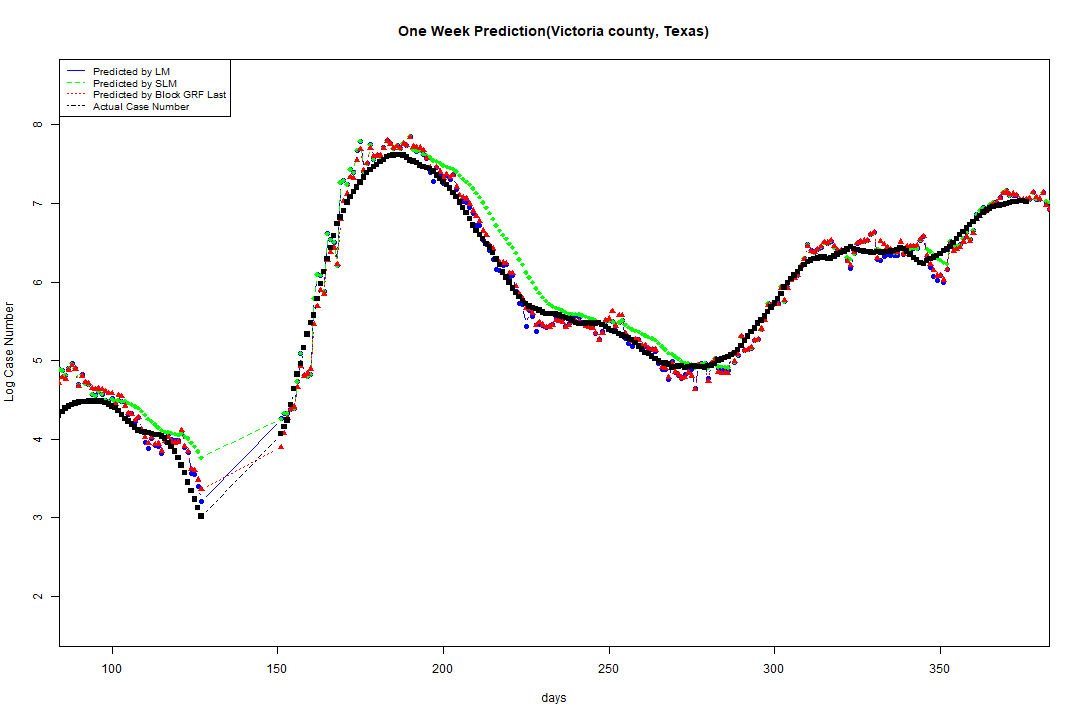 One Week Prediction(Victoria county, Texas)
Predicted by LM
Predicted by SLM
Predicted by Block GRF Last
Actual Case Number
Log Case Number
8
7
6
5
4
3
2
100 150 200 250 300 350
days